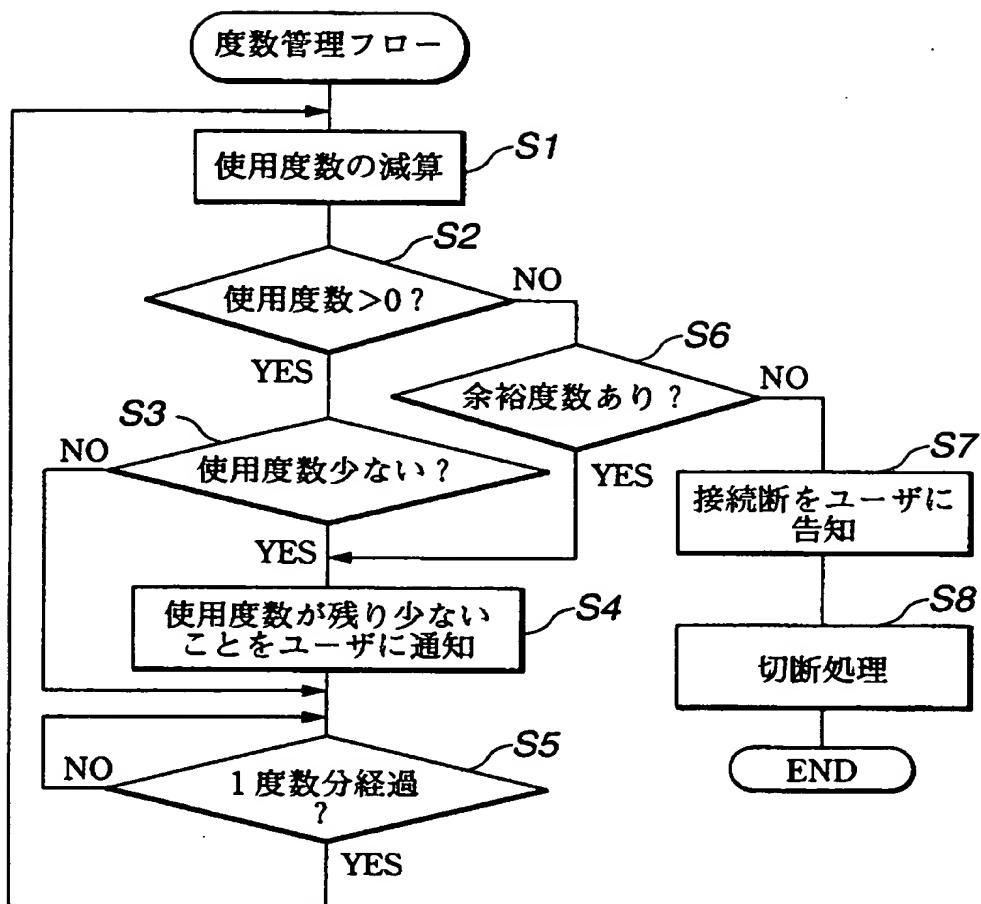 度数管理フロー
使用度数の減算
S1
使用度数>0?
S2
NO
YES
余裕度数あり?
S6
NO
YES
使用度数少ない?
S3
NO
YES
接続断をユーザに
告知
S7
使用度数が残り少ない
ことをユーザに通知
S4
切断処理
S8
END
1度数分経過
?
S5
NO
YES